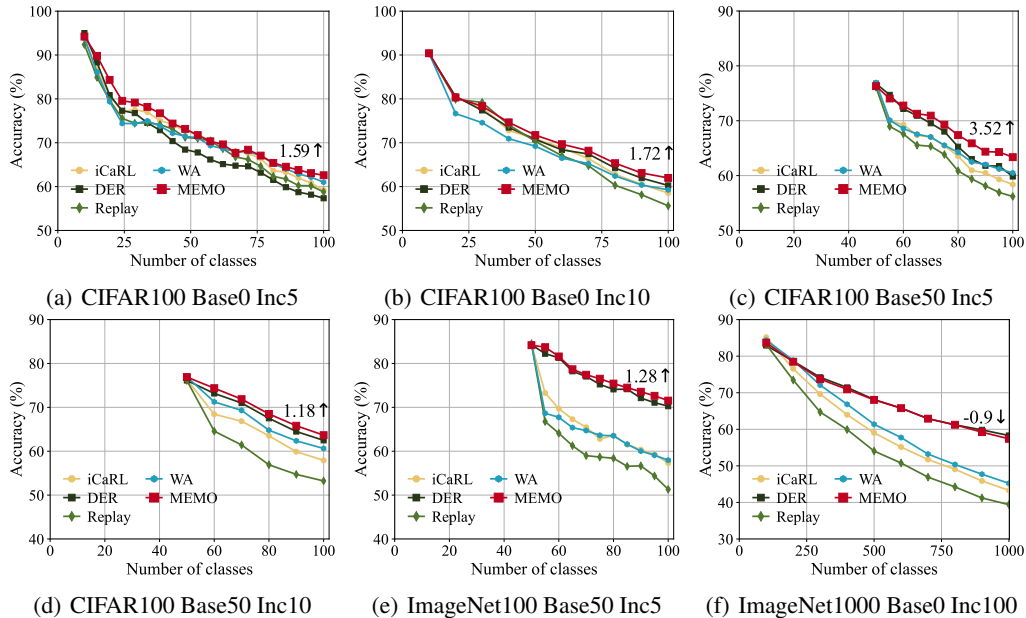 100
90
80
70
60
50
0
25
50
75
100
Accuracy (%)
Number of classes
1.59↑
iCaRL
DER
Replay
WA
MEMO
(a) CIFAR100 Base0 Inc5
100
90
80
70
60
50
0
20
40
60
80
100
Accuracy (%)
Number of classes
1.72↑
iCaRL
DER
Replay
WA
MEMO
(b) CIFAR100 Base0 Inc10
90
80
70
60
50
0
20
40
60
80
100
Accuracy (%)
Number of classes
3.52↑
iCaRL
DER
Replay
WA
MEMO
(c) CIFAR100 Base50 Inc5
90
80
70
60
50
40
0
20
40
60
80
100
Accuracy (%)
Number of classes
1.18↑
iCaRL
DER
Replay
WA
MEMO
(d) CIFAR100 Base50 Inc10
90
80
70
60
50
40
0
20
40
60
80
100
Accuracy (%)
Number of classes
1.28↑
iCaRL
DER
Replay
WA
MEMO
(e) ImageNet100 Base50 Inc5
90
80
70
60
50
40
30
0
250
500
750
1000
Accuracy (%)
Number of classes
-0.9↓
iCaRL
DER
Replay
WA
MEMO
(f) ImageNet1000 Base0 Inc100